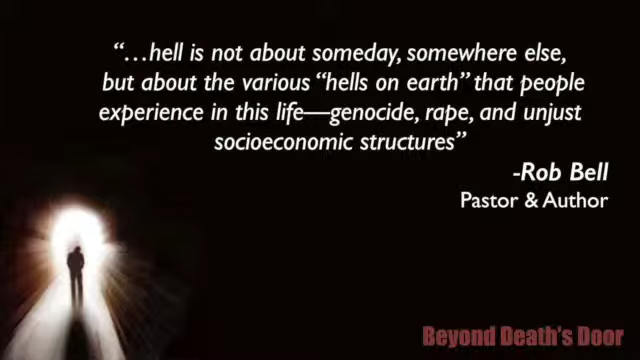 “…hell is not about someday, somewhere else,
but about the various “hells on earth” that people
experience in this life—genocide, rape, and unjust
socioeconomic structures”
-Rob Bell
Pastor & Author
Beyond Death's Door